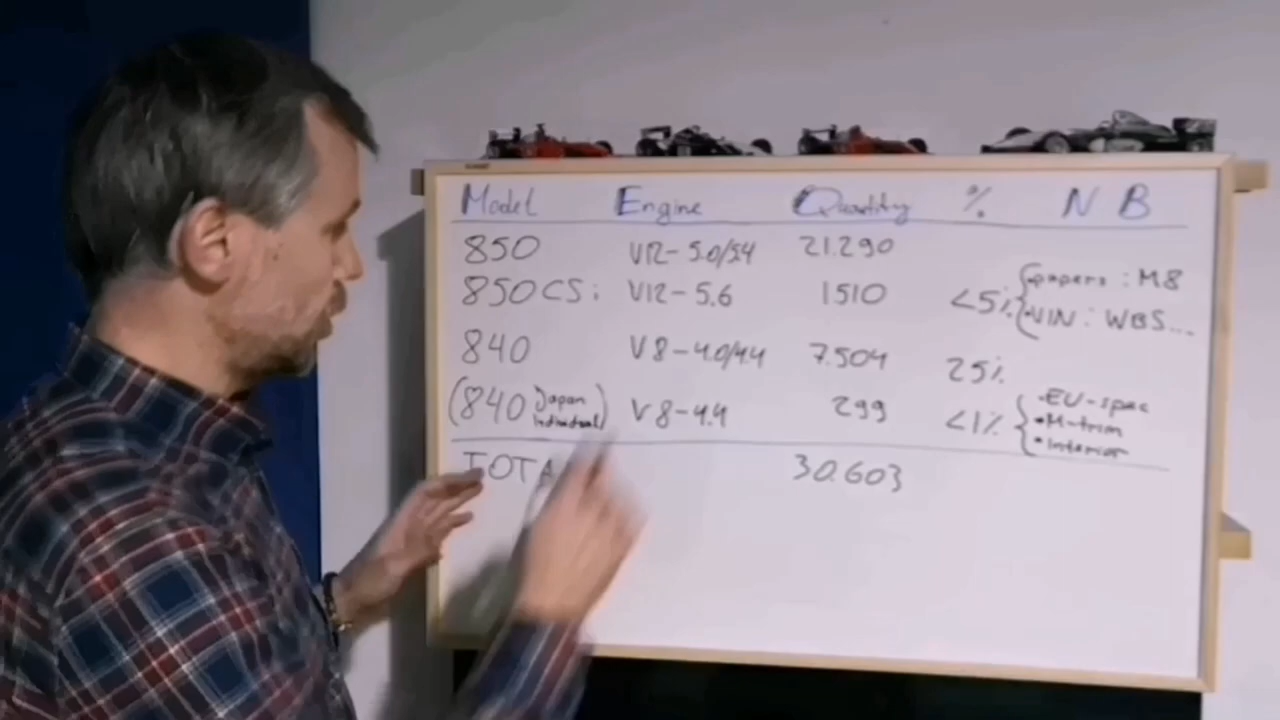 Model Engine Quantity % NB
850 V12-5.0/5.4 21.290
850CSi V12-5.6 1510 <5% papers: M8
VIN: WBS...
840 V8-4.0/4.4 7.504 25%
(840 Japan Individual) V8-4.4 299 <1% -EU-spec
•M-trim
•Interior
TOTA 30.603